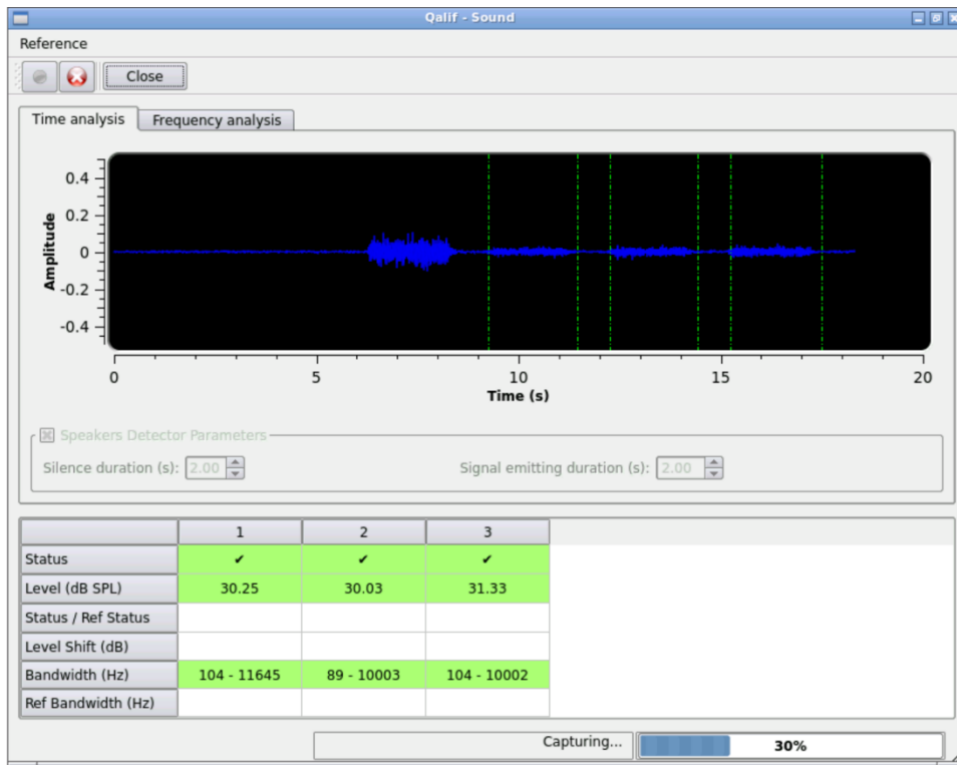 Qalif - Sound
Reference
Close
Time analysis Frequency analysis
Amplitude
0.4
0.2
0
-0.2
-0.4
0 5 10 15 20
Time (s)
Speakers Detector Parameters
Silence duration (s): 2.00 Signal emitting duration (s): 2.00
1 2 3
Status ✔ ✔ ✔
Level (dB SPL) 30.25 30.03 31.33
Status / Ref Status
Level Shift (dB)
Bandwidth (Hz) 104 - 11645 89 - 10003 104 - 10002
Ref Bandwidth (Hz)
Capturing... 30%